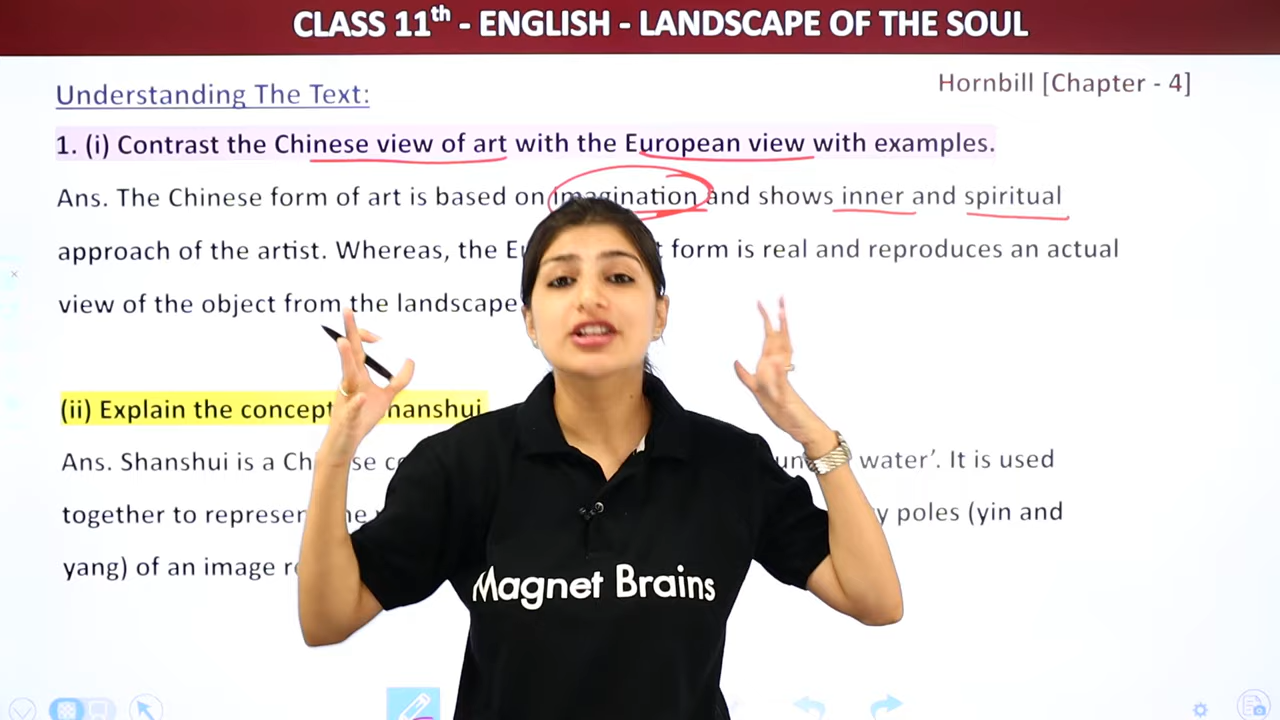 CLASS 11th - ENGLISH - LANDSCAPE OF THE SOUL
Hornbill [Chapter - 4]
Understanding The Text:
1. (i) Contrast the Chinese view of art with the European view with examples.
Ans. The Chinese form of art is based on imagination and shows inner and spiritual
approach of the artist. Whereas, the form is real and reproduces an actual
view of the object from the landscape
(ii) Explain the concept
Ans. Shanshui is a water’. It is used
together to poles (yin and
yang) of an image
Magnet Brains